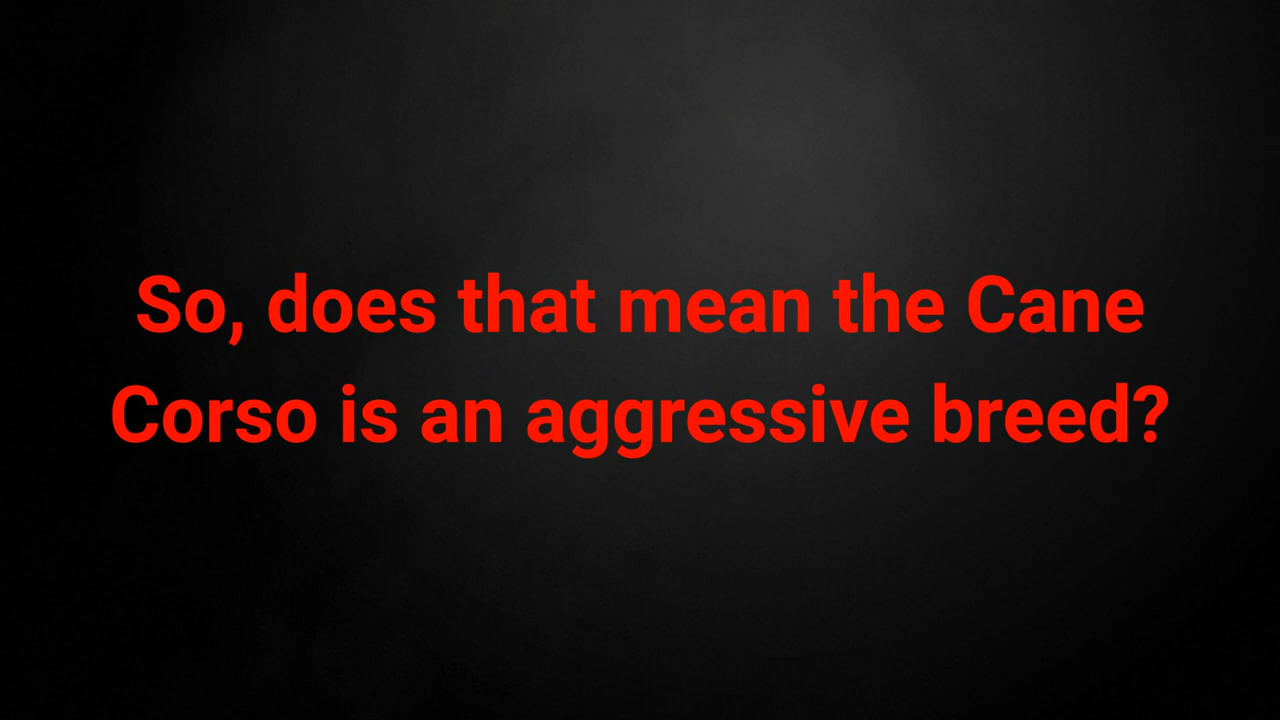 So, does that mean the Cane
Corso is an aggressive breed?